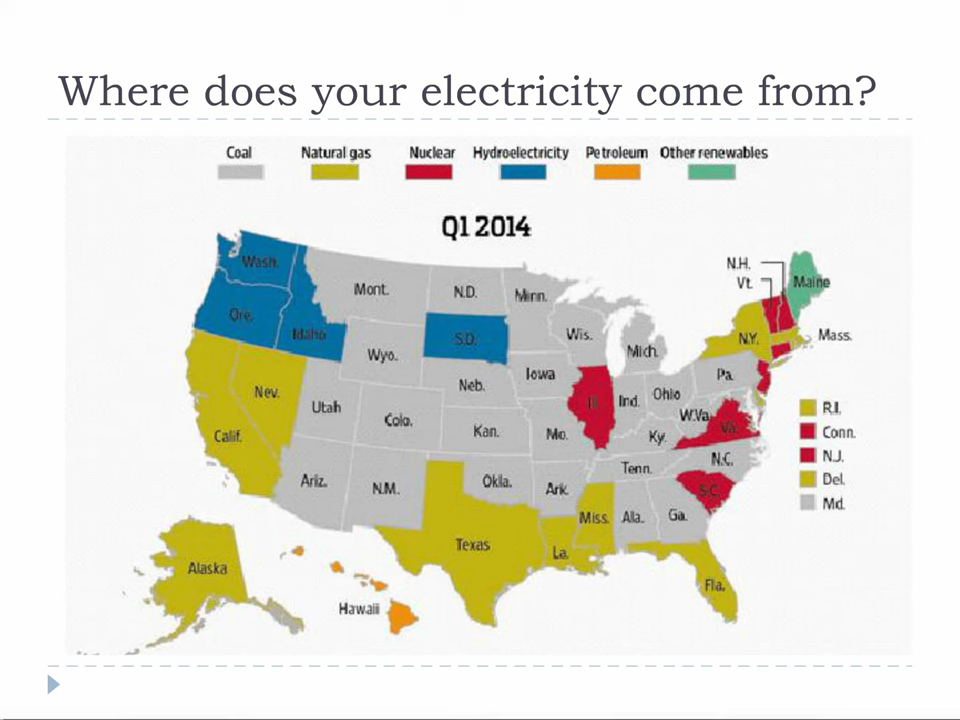 Where does your electricity come from?
Coal Natural gas Nuclear Hydroelectricity Petroleum Other renewables
Q1 2014
Wash.
Ore.
Idaho
Mont.
N.D.
Minn.
S.D.
Wis.
Mich.
Wyo.
Iowa
Neb.
Nev.
Utah
Colo.
Kan.
Mo.
Calif.
Ariz.
N.M.
Okla.
Ark.
Texas
La.
Miss.
Ala.
Ga.
Fla.
Tenn.
Ky.
Ill.
Ind.
Ohio
W.Va.
Va.
N.C.
S.C.
Pa.
N.Y.
N.H.
Vt.
Maine
Mass.
R.I.
Conn.
N.J.
Del.
Md.
Alaska
Hawaii